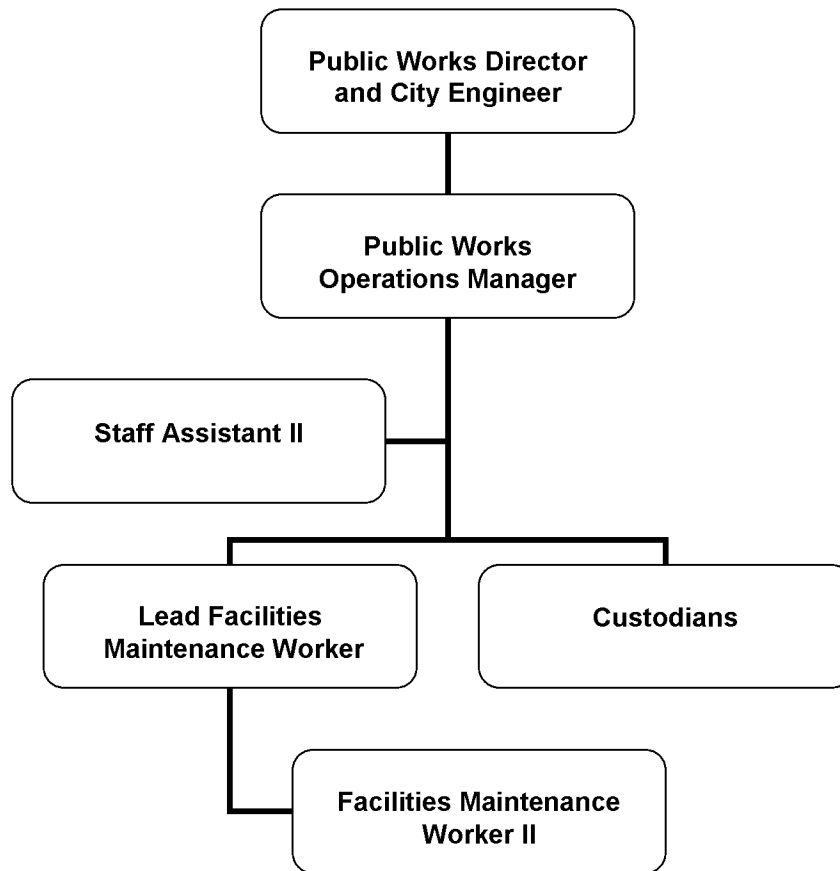 Public Works Director
and City Engineer
Public Works
Operations Manager
Staff Assistant II
Lead Facilities
Maintenance Worker
Custodians
Facilities Maintenance
Worker II